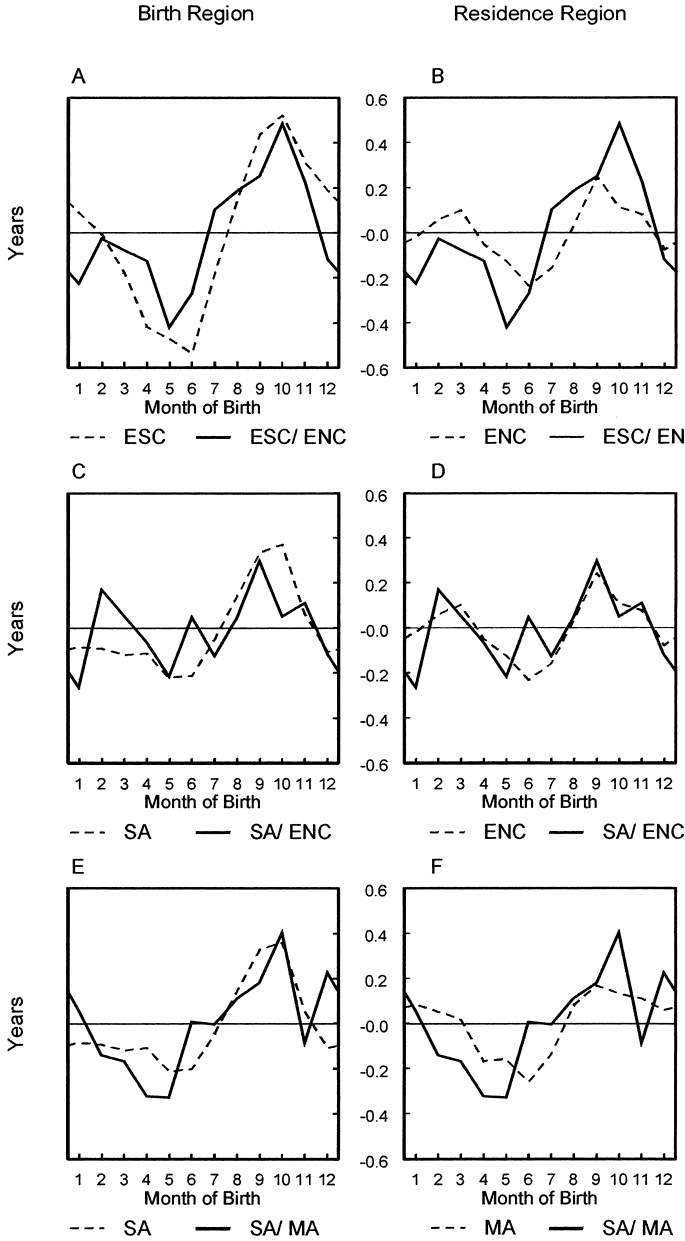 Birth Region Residence Region
A B
0.6
0.4
0.2
-0.0
-0.2
-0.4
-0.6
Years
1 2 3 4 5 6 7 8 9 10 11 12 1 2 3 4 5 6 7 8 9 10 11 12
Month of Birth Month of Birth
ESC ESC/ ENC ENC ESC/ EN
C D
0.6
0.4
0.2
-0.0
-0.2
-0.4
-0.6
Years
1 2 3 4 5 6 7 8 9 10 11 12 1 2 3 4 5 6 7 8 9 10 11 12
Month of Birth Month of Birth
SA SA/ ENC ENC SA/ ENC
E F
0.6
0.4
0.2
-0.0
-0.2
-0.4
-0.6
Years
1 2 3 4 5 6 7 8 9 10 11 12 1 2 3 4 5 6 7 8 9 10 11 12
Month of Birth Month of Birth
SA SA/ MA MA SA/ MA